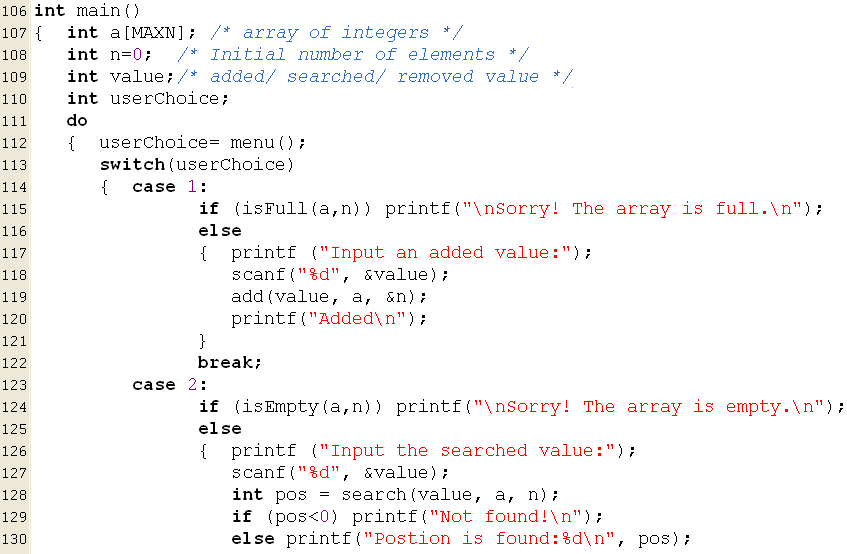 106 int main()
107 {  int a[MAXN]; /* array of integers */
108    int n=0;  /* Initial number of elements */
109    int value;/* added/ searched/ removed value */
110    int userChoice;
111    do
112    {  userChoice= menu();
113       switch(userChoice)
114       {  case 1:
115                if (isFull(a,n)) printf("\nSorry! The array is full.\n");
116                else
117                {  printf ("Input an added value:");
118                   scanf("%d", &value);
119                   add(value, a, &n);
120                   printf("Added\n");
121                }
122                break;
123          case 2:
124                if (isEmpty(a,n)) printf("\nSorry! The array is empty.\n");
125                else
126                {  printf ("Input the searched value:");
127                   scanf("%d", &value);
128                   int pos = search(value, a, n);
129                   if (pos<0) printf("Not found!\n");
130                   else printf("Postion is found:%d\n", pos);